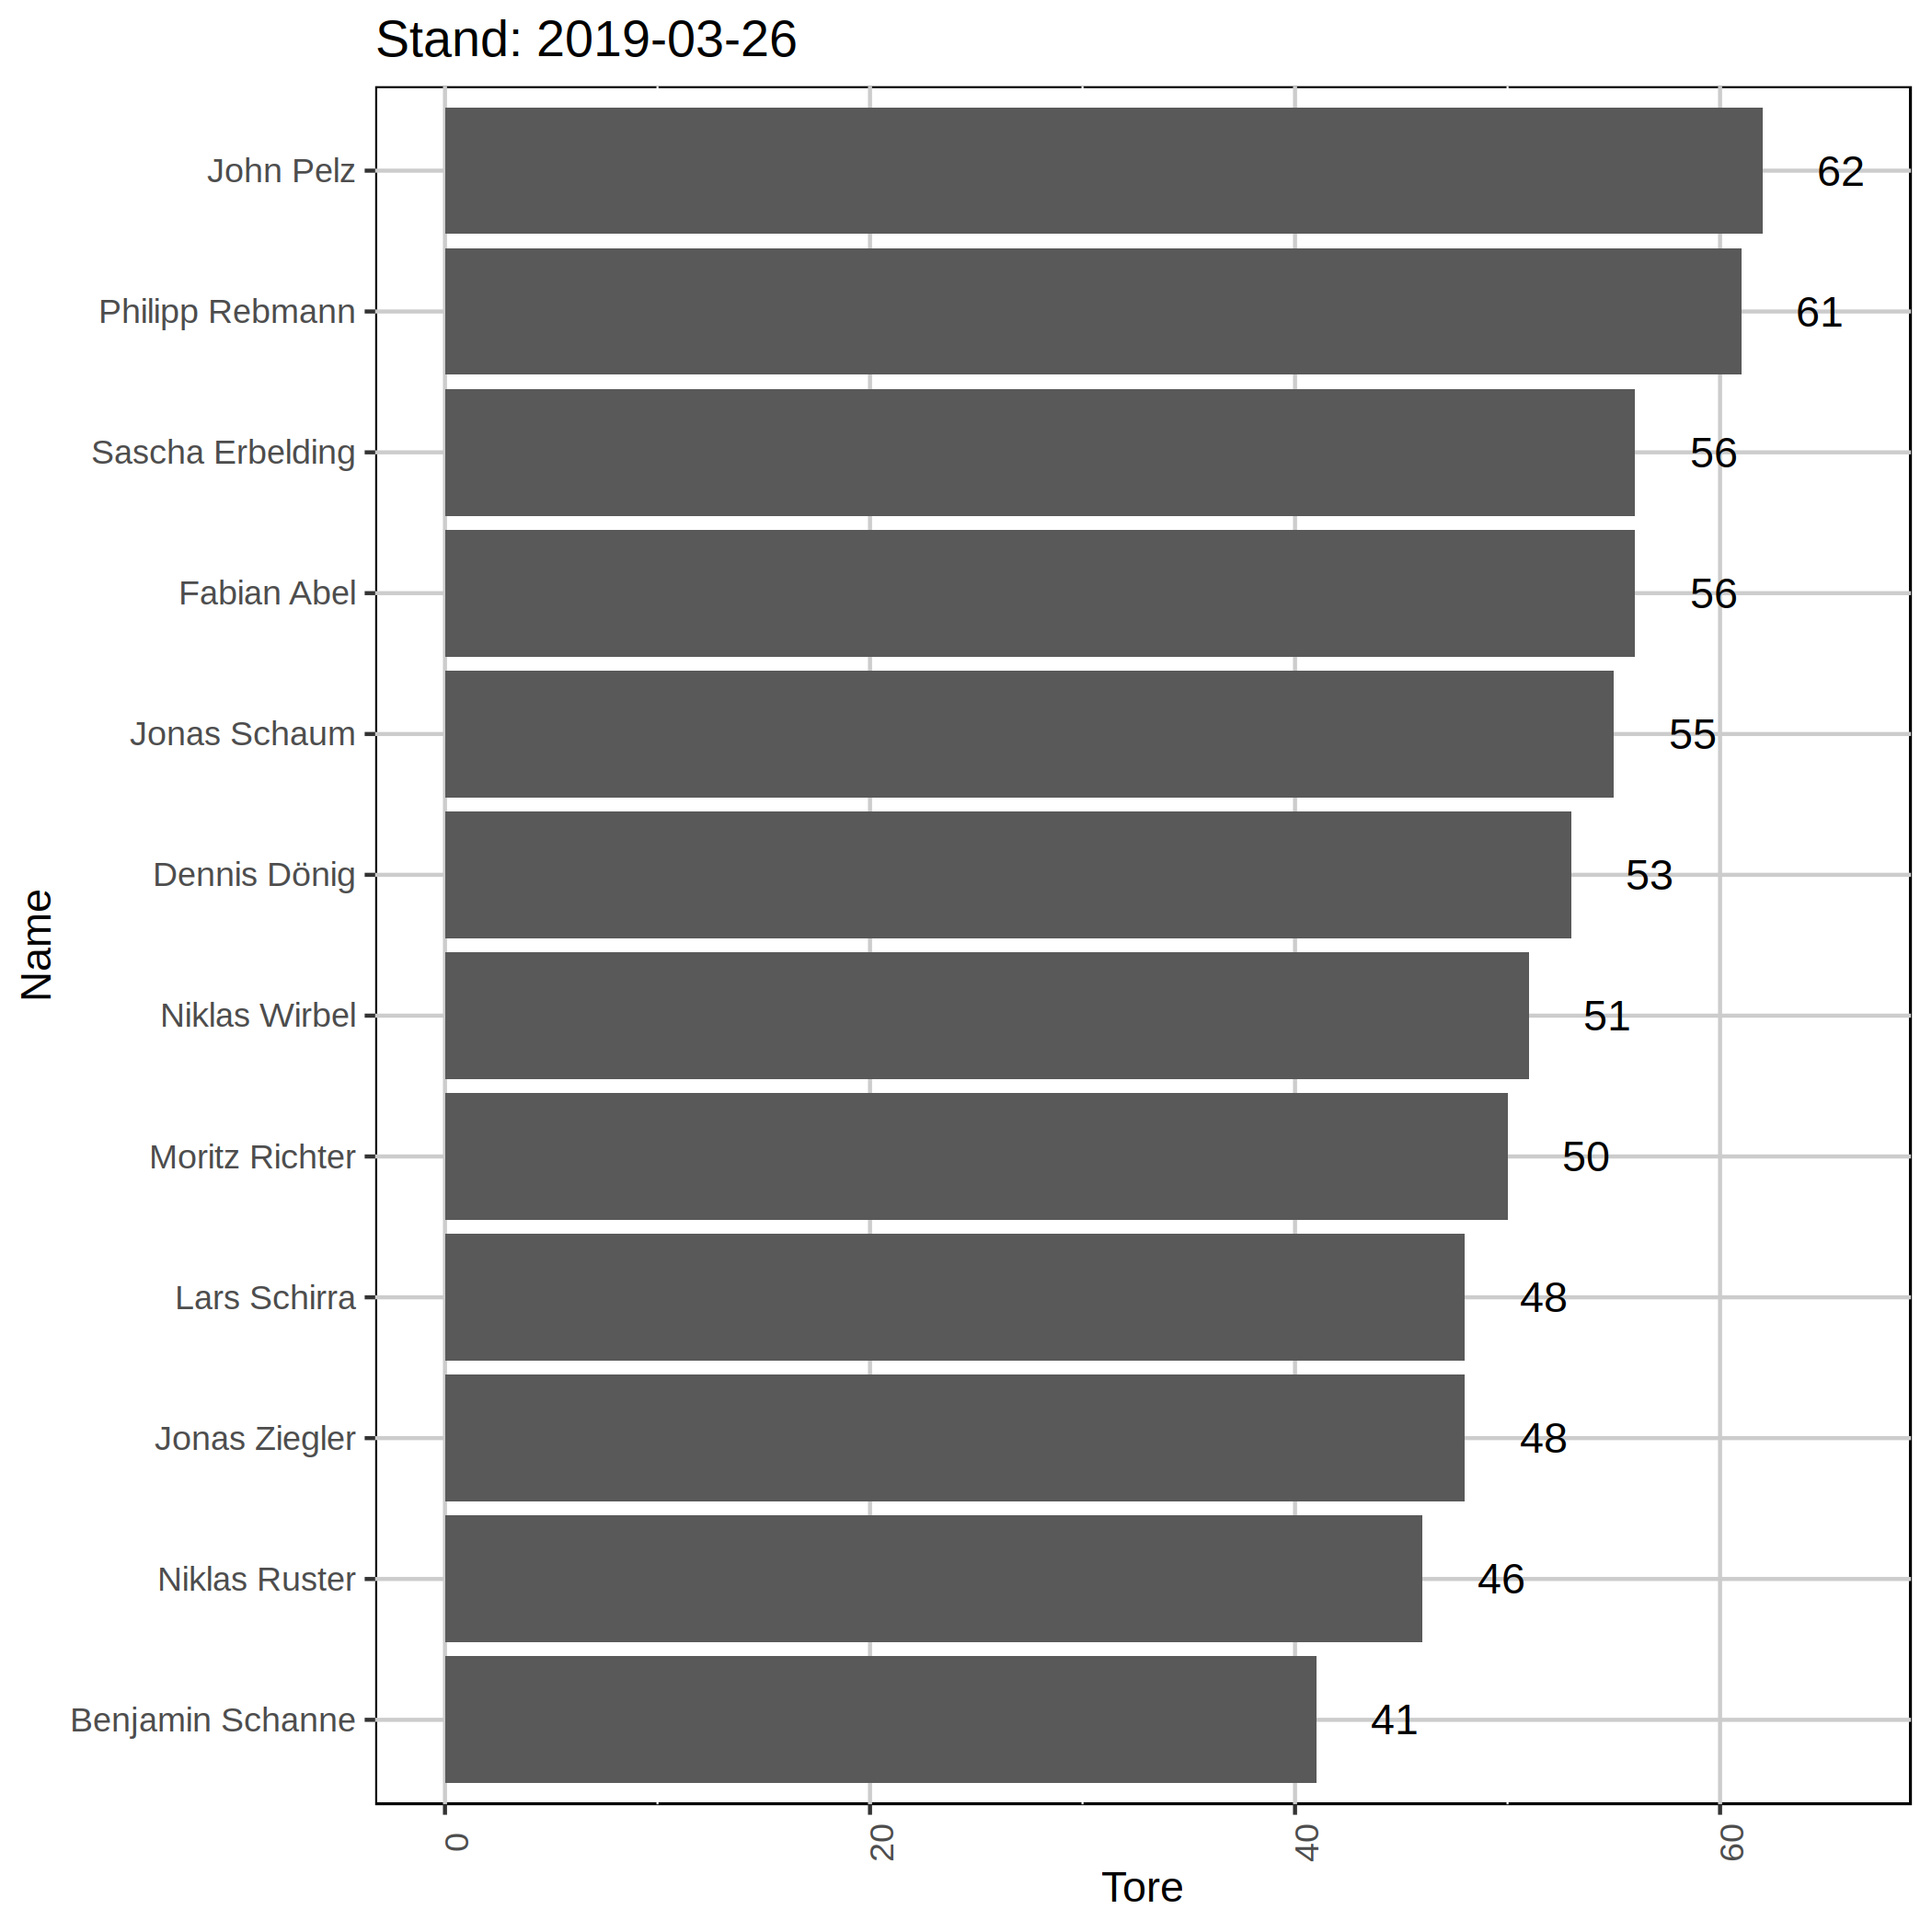 Stand: 2019-03-26
John Pelz 62
Philipp Rebmann 61
Sascha Erbelding 56
Fabian Abel 56
Jonas Schaum 55
Dennis Dönig 53
Niklas Wirbel 51
Moritz Richter 50
Lars Schirra 48
Jonas Ziegler 48
Niklas Ruster 46
Benjamin Schanne 41
Name
0 20 40 60
Tore